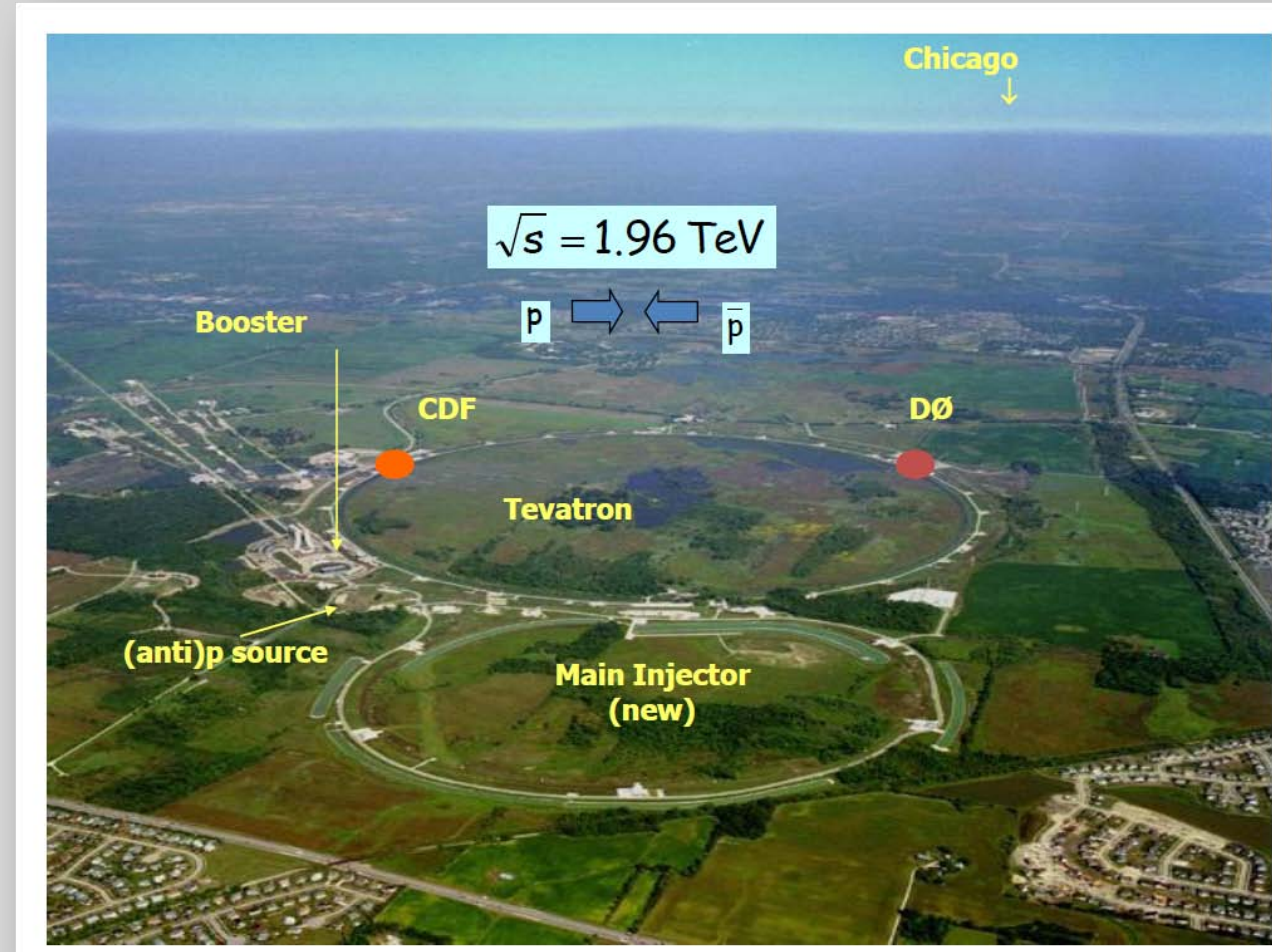 Chicago
↓
√s = 1.96 TeV
p p̄
Booster
CDF
DØ
Tevatron
(anti)p source
Main Injector
(new)